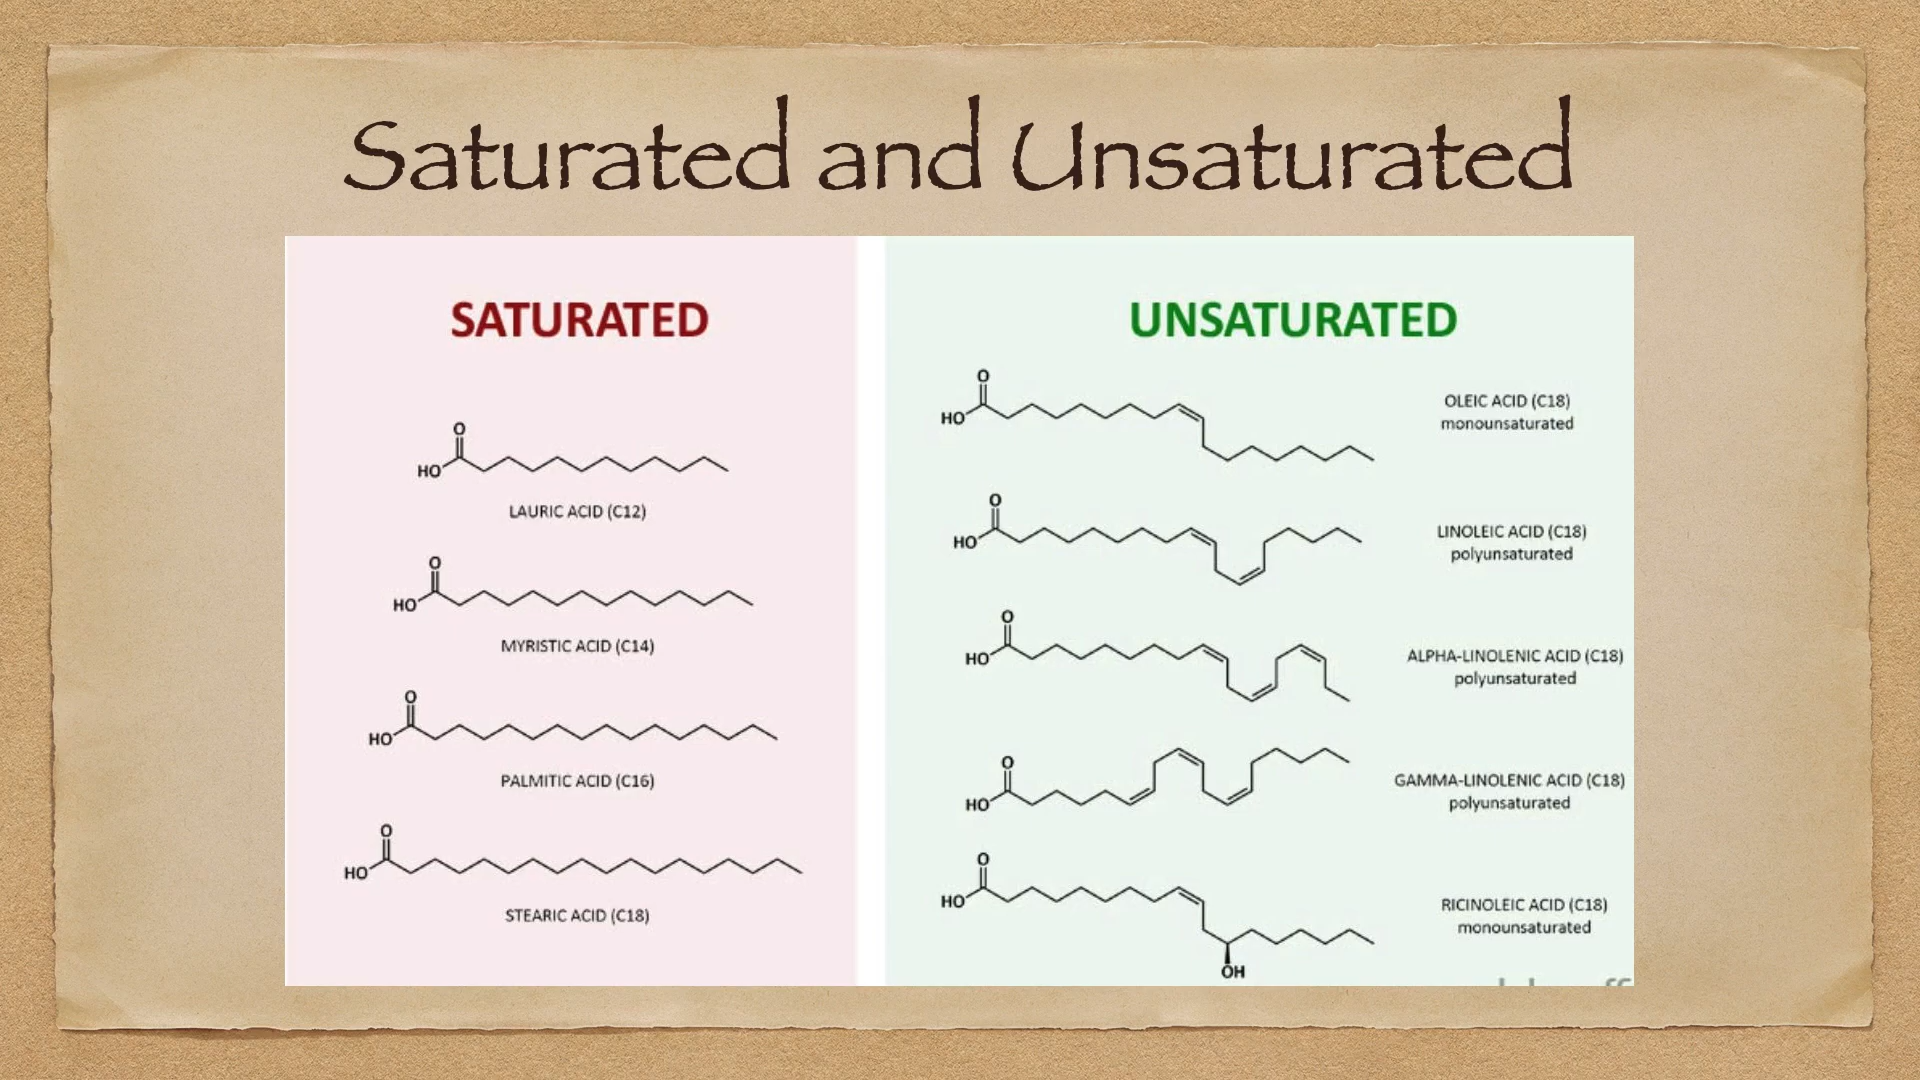 Saturated and Unsaturated
SATURATED
O
HO
LAURIC ACID (C12)
O
HO
MYRISTIC ACID (C14)
O
HO
PALMITIC ACID (C16)
O
HO
STEARIC ACID (C18)
UNSATURATED
O
HO
OLEIC ACID (C18)
monounsaturated
O
HO
LINOLEIC ACID (C18)
polyunsaturated
O
HO
ALPHA-LINOLENIC ACID (C18)
polyunsaturated
O
HO
GAMMA-LINOLENIC ACID (C18)
polyunsaturated
O
HO
OH
RICINOLEIC ACID (C18)
monounsaturated